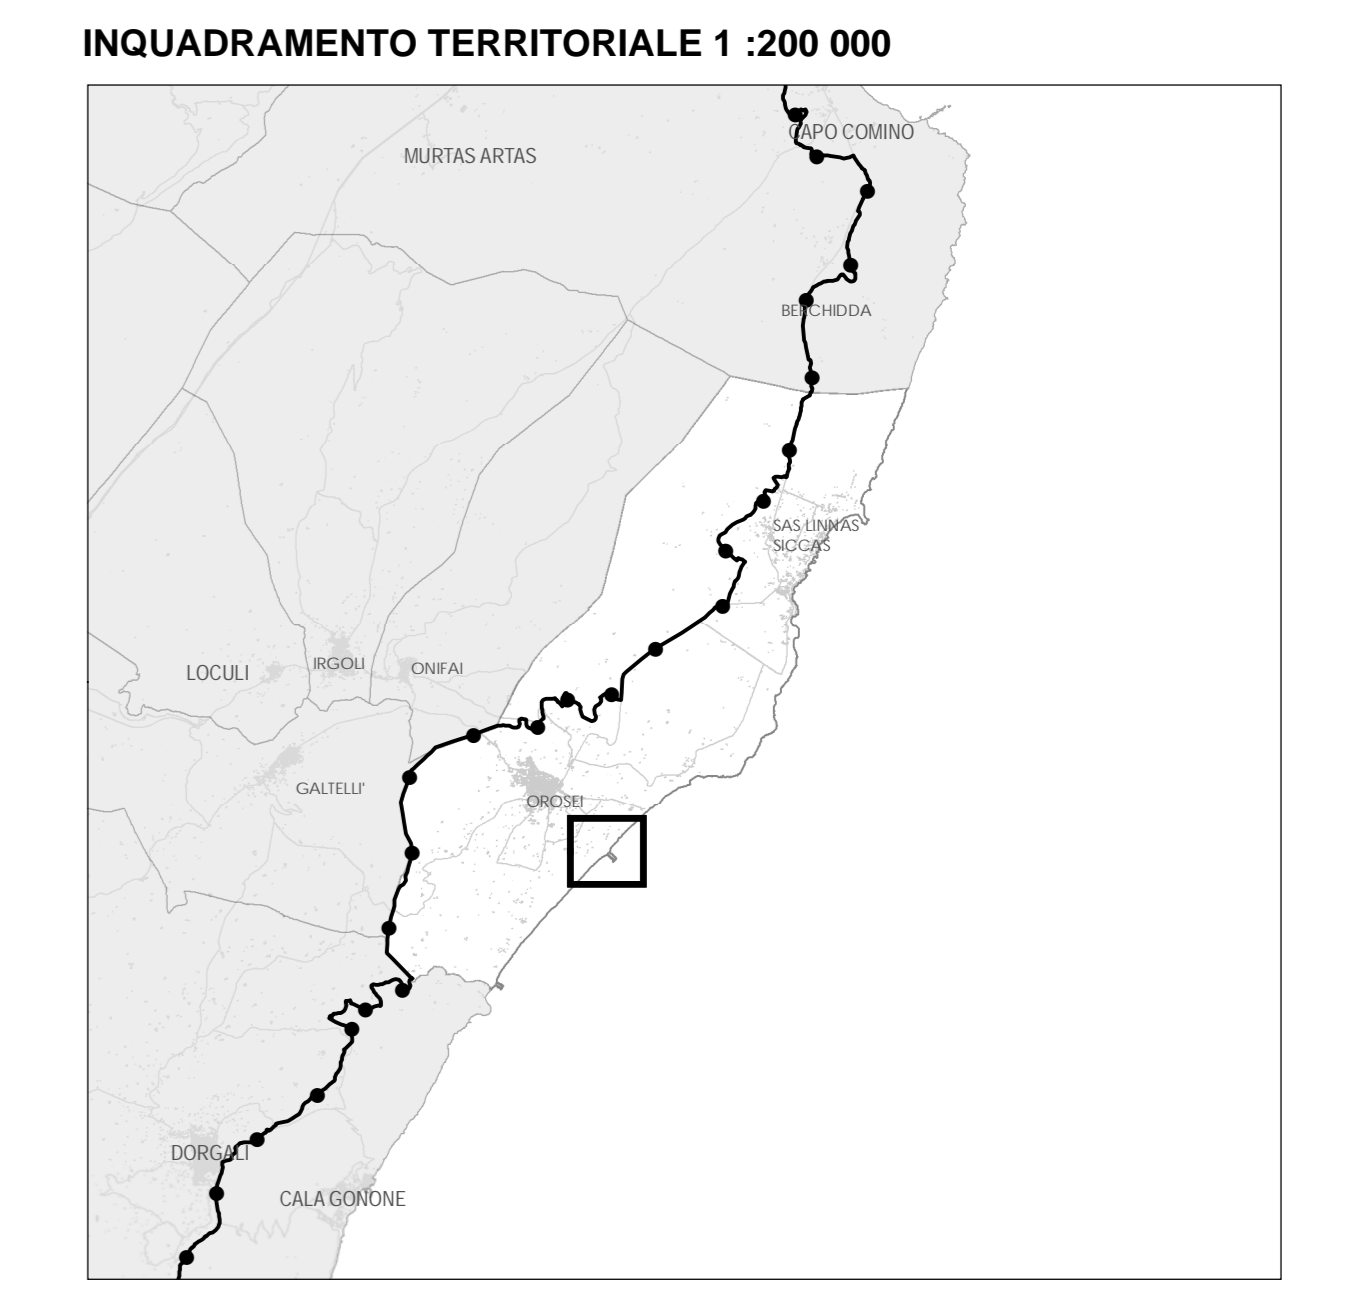 INQUADRAMENTO TERRITORIALE 1 :200 000
CAPO COMINO
MURTAS ARTAS
BERCHIDDA
SAS LINNAS
SICCAS
IRGOLI
ONIFAI
LOCULI
GALTELLI'
OROSEI
DORGALI
CALA GONONE